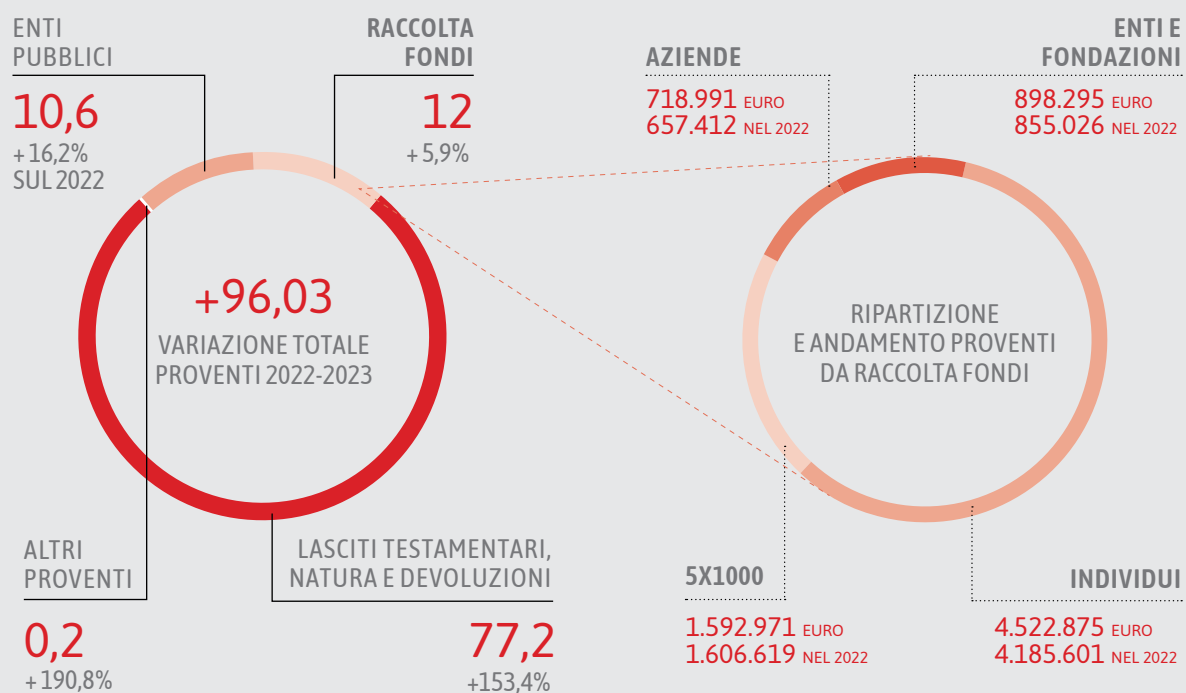 ENTI
PUBBLICI
10,6
+ 16,2%
SUL 2022
RACCOLTA
FONDI
12
+ 5,9%
+96,03
VARIAZIONE TOTALE
PROVENTI 2022-2023
ALTRI
PROVENTI
0,2
+ 190,8%
LASCITI TESTAMENTARI,
NATURA E DEVOLUZIONI
77,2
+153,4%
AZIENDE
718.991 EURO
657.412 NEL 2022
ENTI E
FONDAZIONI
898.295 EURO
855.026 NEL 2022
RIPARTIZIONE
E ANDAMENTO PROVENTI
DA RACCOLTA FONDI
5X1000
1.592.971 EURO
1.606.619 NEL 2022
INDIVIDUI
4.522.875 EURO
4.185.601 NEL 2022